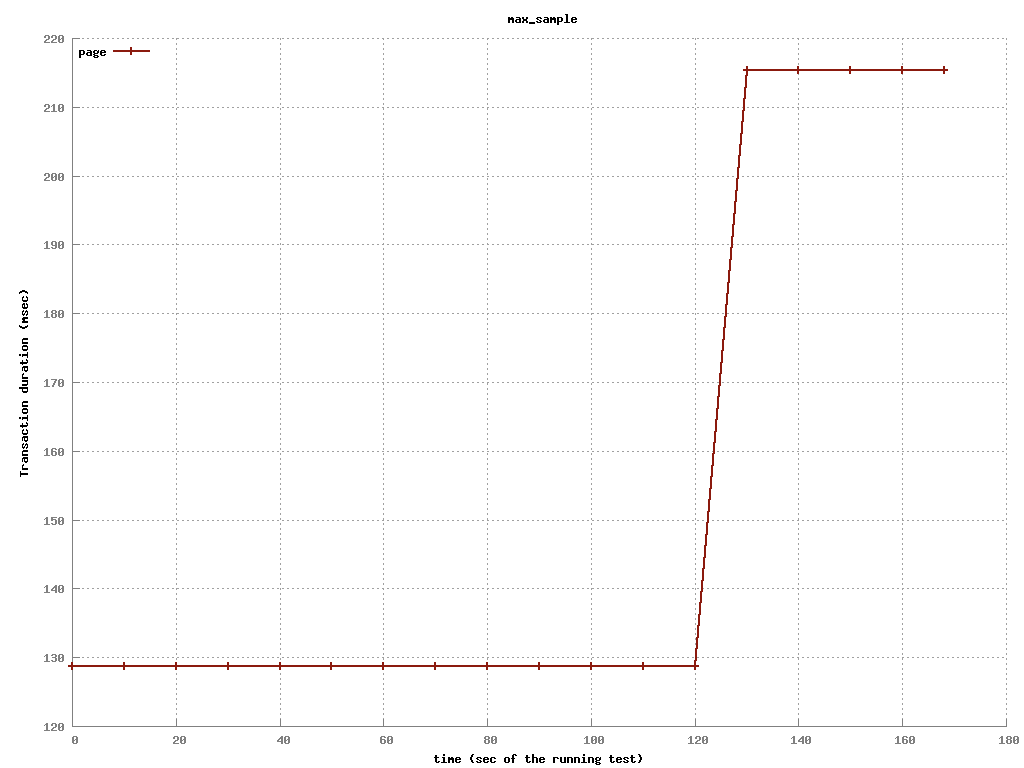 max_sample
page
220
210
200
190
180
170
160
150
140
130
120
Transaction duration (msec)
0 20 40 60 80 100 120 140 160 180
time (sec of the running test)